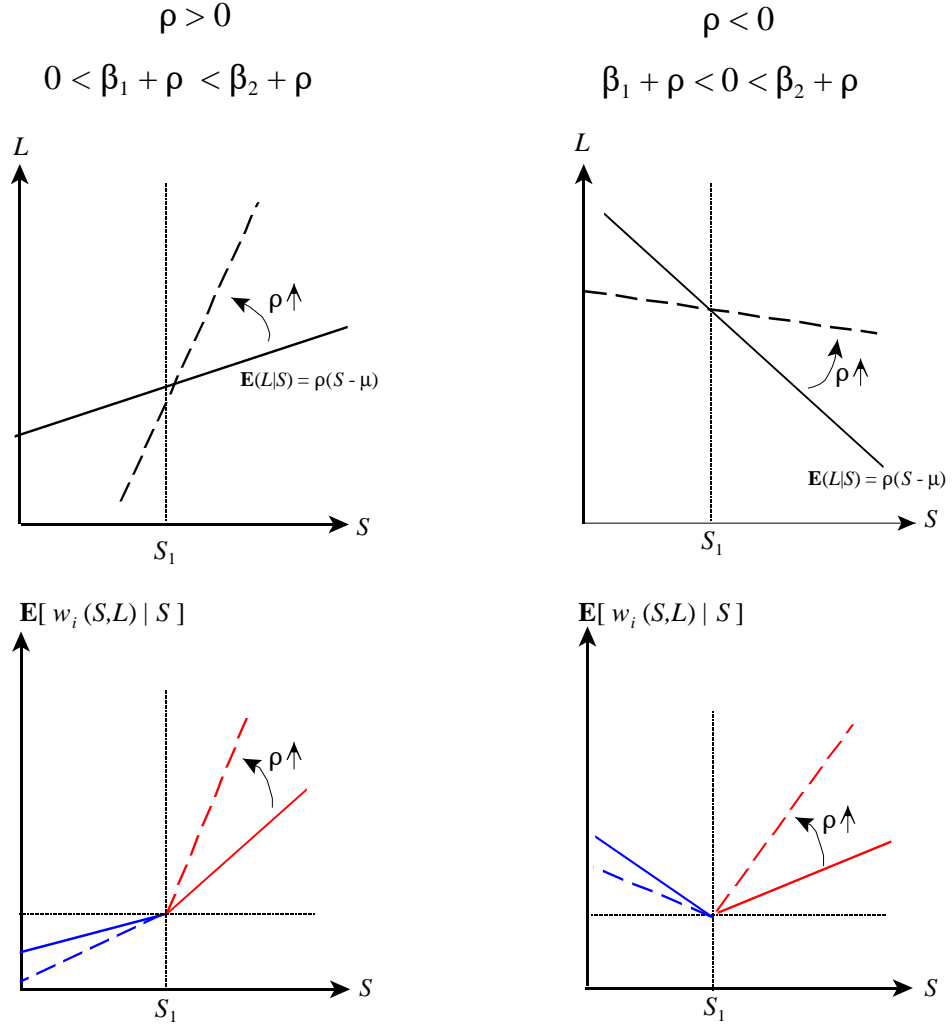 ρ > 0
0 < β₁ + ρ < β₂ + ρ
L
ρ
E(L|S) = ρ(S - μ)
S
S₁
E[ wᵢ (S,L) | S ]
ρ
S
S₁
ρ < 0
β₁ + ρ < 0 < β₂ + ρ
L
ρ
E(L|S) = ρ(S - μ)
S
S₁
E[ wᵢ (S,L) | S ]
ρ
S
S₁